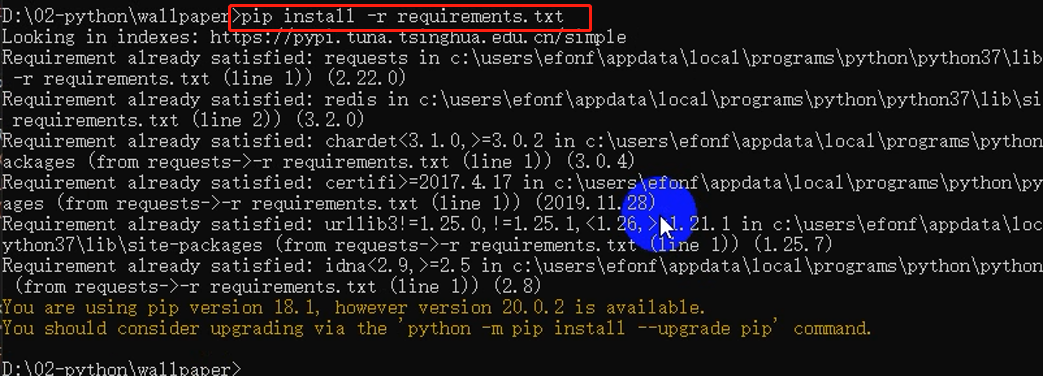 D:\02-python\wallpaper>pip install -r requirements.txt
Looking in indexes: https://pypi.tuna.tsinghua.edu.cn/simple
Requirement already satisfied: requests in c:\users\efonf\appdata\local\programs\python\python37\lib
-r requirements.txt (line 1)) (2.22.0)
Requirement already satisfied: redis in c:\users\efonf\appdata\local\programs\python\python37\lib\si
requirements.txt (line 2)) (3.2.0)
Requirement already satisfied: chardet<3.1.0,>=3.0.2 in c:\users\efonf\appdata\local\programs\python
ackages (from requests->-r requirements.txt (line 1)) (3.0.4)
Requirement already satisfied: certifi>=2017.4.17 in c:\users\efonf\appdata\local\programs\python\py
ages (from requests->-r requirements.txt (line 1)) (2019.11.28)
Requirement already satisfied: urllib3!=1.25.0,!=1.25.1,<1.26,>=1.21.1 in c:\users\efonf\appdata\loc
ython37\lib\site-packages (from requests->-r requirements.txt (line 1)) (1.25.7)
Requirement already satisfied: idna<2.9,>=2.5 in c:\users\efonf\appdata\local\programs\python\python
(from requests->-r requirements.txt (line 1)) (2.8)
You are using pip version 18.1, however version 20.0.2 is available.
You should consider upgrading via the 'python -m pip install --upgrade pip' command.
D:\02-python\wallpaper>